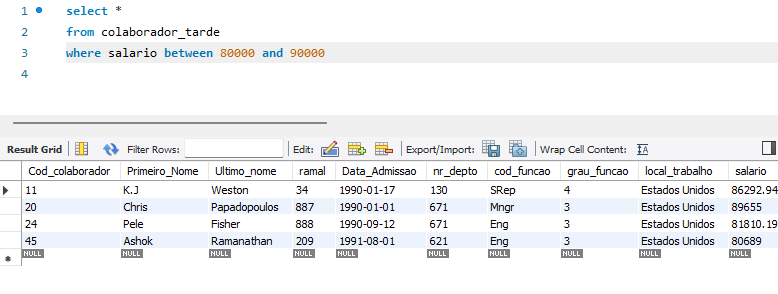 1 select *
2 from colaborador_tarde
3 where salario between 80000 and 90000
4
Result Grid Filter Rows: Edit: Export/Import: Wrap Cell Content:
Cod_colaborador Primeiro_Nome Ultimo_nome ramal Data_Admissao nr_depto cod_funcao grau_funcao local_trabalho salario
11 K.J Weston 34 1990-01-17 130 SRep 4 Estados Unidos 86292.94
20 Chris Papadopoulos 887 1990-01-01 671 Mngr 3 Estados Unidos 89655
24 Pele Fisher 888 1990-09-12 671 Eng 3 Estados Unidos 81810.19
45 Ashok Ramanathan 209 1991-08-01 621 Eng 3 Estados Unidos 80689
NULL NULL NULL NULL NULL NULL NULL NULL NULL NULL